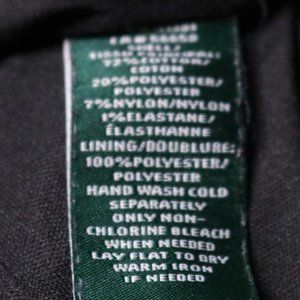 SHELL/
72% COTTON/
COTON
20% POLYESTER/
POLYESTER
7% NYLON/NYLON
1% ELASTANE/
ÉLASTHANNE
LINING/DOUBLURE:
100% POLYESTER/
POLYESTER
HAND WASH COLD
SEPARATELY
ONLY NON-
CHLORINE BLEACH
WHEN NEEDED
LAY FLAT TO DRY
WARM IRON
IF NEEDED